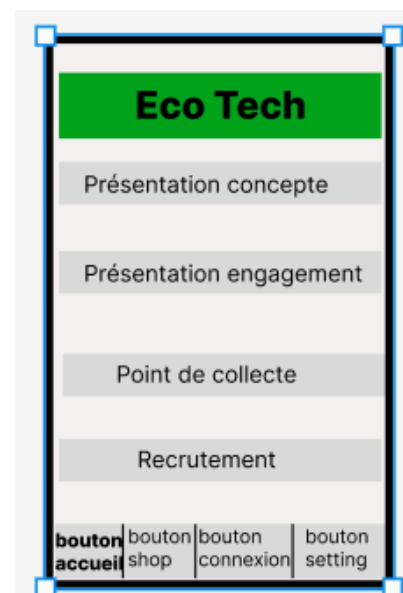 Eco Tech
Présentation concepte
Présentation engagement
Point de collecte
Recrutement
bouton accueil
bouton shop
bouton connexion
bouton setting